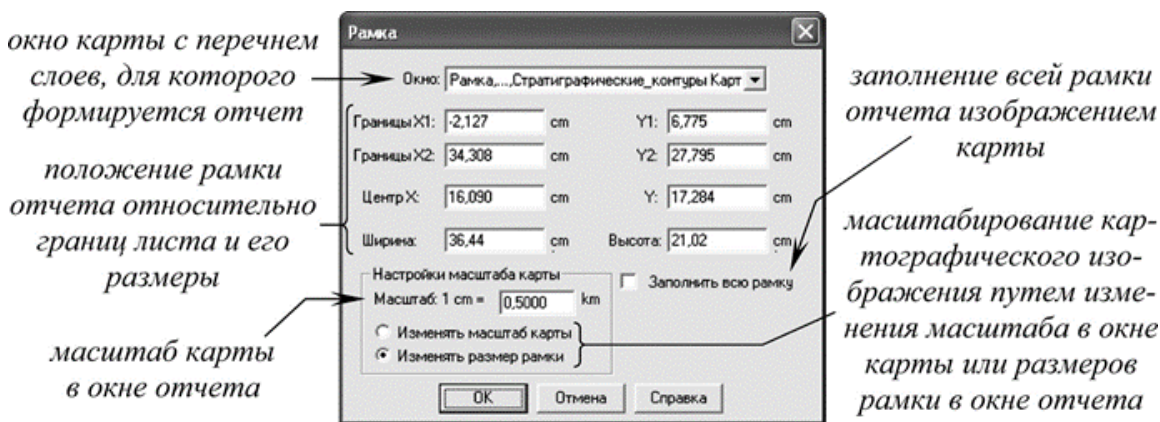 окно карты с перечнем
слоев, для которого
формируется отчет
положение рамки
отчета относительно
границ листа и его
размеры
масштаб карты
в окне отчета
Рамка
Окно: Рамка,...,Стратиграфические_контуры Карт
Границы X1: -2,127 cm Y1: 6,775 cm
Границы X2: 34,308 cm Y2: 27,795 cm
Центр X: 16,090 cm Y: 17,284 cm
Ширина: 36,44 cm Высота: 21,02 cm
Настройки масштаба карты
Заполнить всю рамку
Масштаб: 1 cm = 0,5000 km
Изменять масштаб карты
Изменять размер рамки
OK Отмена Справка
заполнение всей рамки
отчета изображением
карты
масштабирование кар-
тографического изо-
бражения путем изме-
нения масштаба в окне
карты или размеров
рамки в окне отчета